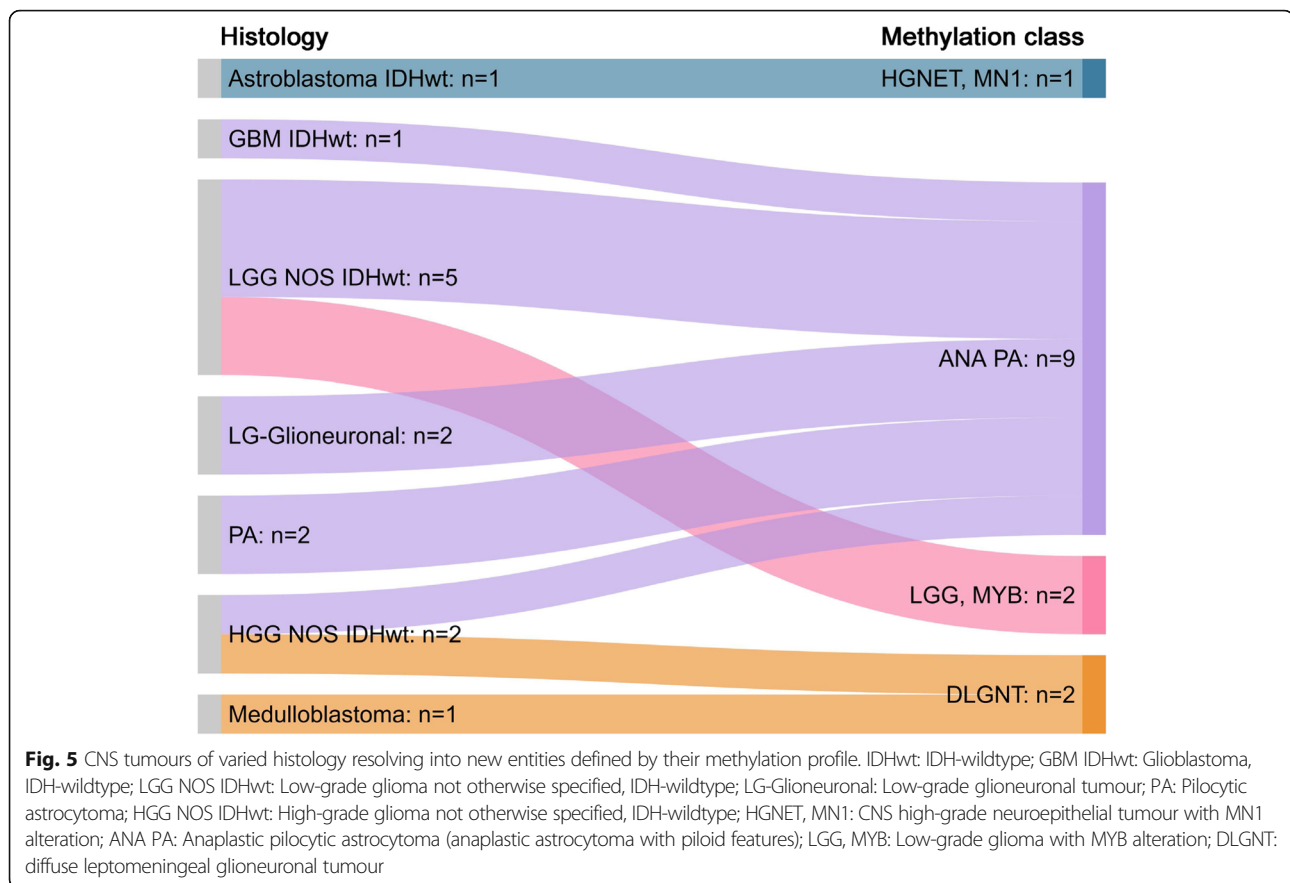 Histology
Methylation class
Astroblastoma IDHwt: n=1
HGNET, MN1: n=1
GBM IDHwt: n=1
LGG NOS IDHwt: n=5
ANA PA: n=9
LG-Glioneuronal: n=2
PA: n=2
LGG, MYB: n=2
HGG NOS IDHwt: n=2
DLGNT: n=2
Medulloblastoma: n=1
Fig. 5 CNS tumours of varied histology resolving into new entities defined by their methylation profile. IDHwt: IDH-wildtype; GBM IDHwt: Glioblastoma,
IDH-wildtype; LGG NOS IDHwt: Low-grade glioma not otherwise specified, IDH-wildtype; LG-Glioneuronal: Low-grade glioneuronal tumour; PA: Pilocytic
astrocytoma; HGG NOS IDHwt: High-grade glioma not otherwise specified, IDH-wildtype; HGNET, MN1: CNS high-grade neuroepithelial tumour with MN1
alteration; ANA PA: Anaplastic pilocytic astrocytoma (anaplastic astrocytoma with piloid features); LGG, MYB: Low-grade glioma with MYB alteration; DLGNT:
diffuse leptomeningeal glioneuronal tumour